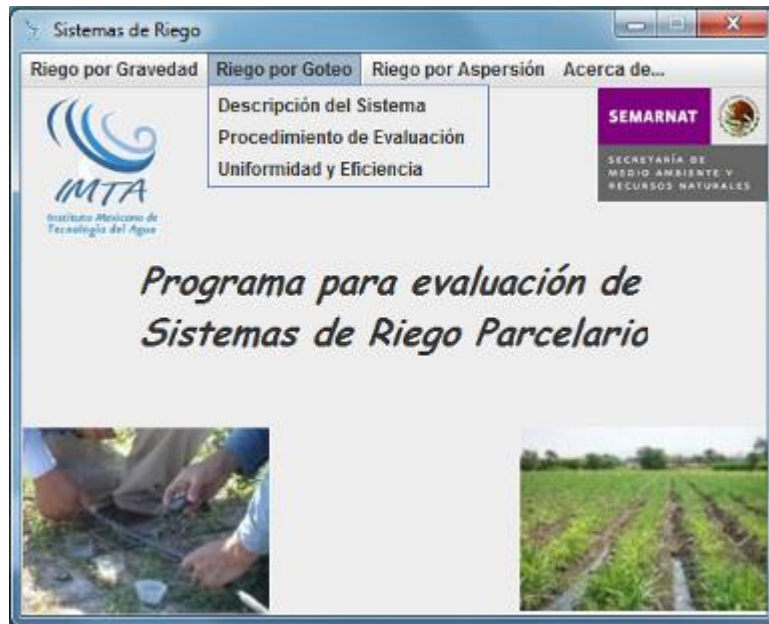 Sistemas de Riego
Riego por Gravedad Riego por Goteo Riego por Aspersión Acerca de...
Descripción del Sistema
Procedimiento de Evaluación
Uniformidad y Eficiencia
IMTA
Instituto Mexicano de
Tecnología del Agua
SEMARNAT
SECRETARÍA DE
MEDIO AMBIENTE Y
RECURSOS NATURALES
Programa para evaluación de
Sistemas de Riego Parcelario